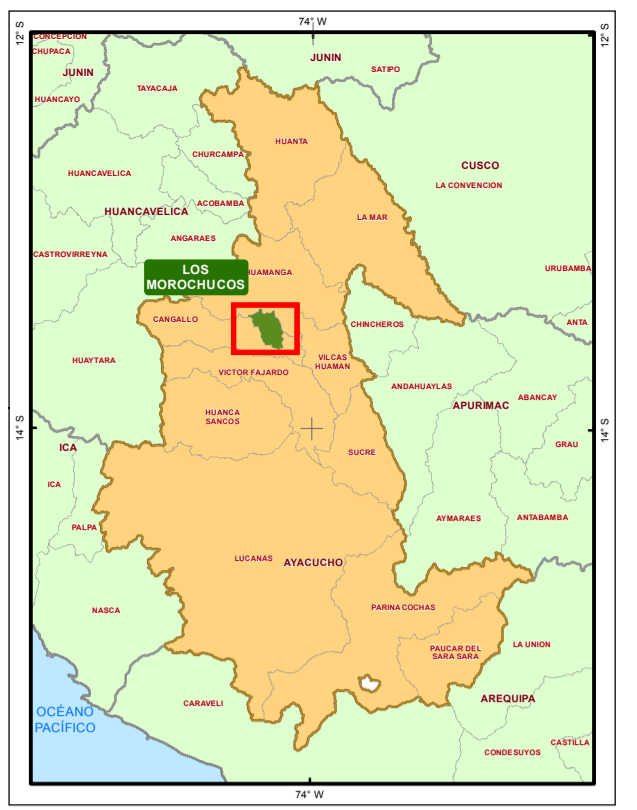 74° W
12° S
12° S
CONCEPCION
CHUPACA
JUNIN
JUNIN
SATIPO
TAYACAJA
HUANCAYO
HUANTA
CHURCAMPA
CUSCO
HUANCAVELICA
LA CONVENCION
ACOBAMBA
HUANCAVELICA
LA MAR
ANGARAES
CASTROVIRREYNA
LOS
MOROCHUCOS
HUAMANGA
URUBAMBA
CANGALLO
CHINCHEROS
ANTA
HUAYTARA
VILCAS
HUAMAN
VICTOR FAJARDO
ANDAHUAYLAS
ABANCAY
APURIMAC
HUANCA
SANCOS
14° S
14° S
GRAU
ICA
SUCRE
ICA
AYMARAES
ANTABAMBA
PALPA
LUCANAS
AYACUCHO
NASCA
PARINACOCHAS
LA UNION
PAUCAR DEL
SARA SARA
CARAVELI
AREQUIPA
OCÉANO
PACÍFICO
CASTILLA
CONDESUYOS
74° W